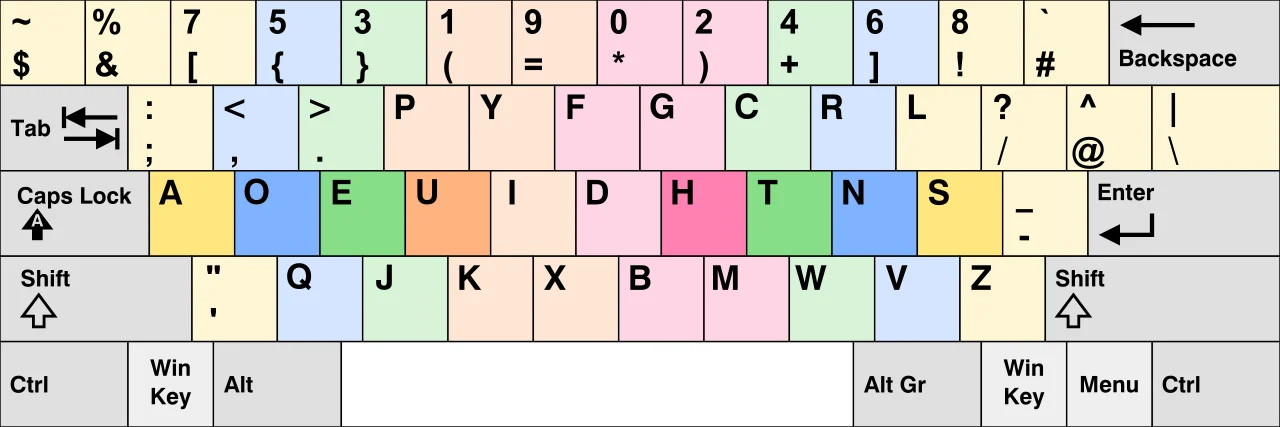 ~ % 7 5 3 1 9 0 2 4 6 8 `
$ & [ { } ( = * ) + ] ! # Backspace
Tab : < > P Y F G C R L ? ^ |
; , . / @ \
Caps Lock A O E U I D H T N S _ Enter
A -
Shift " Q J K X B M W V Z Shift
'
Ctrl Win Key Alt Alt Gr Win Key Menu Ctrl